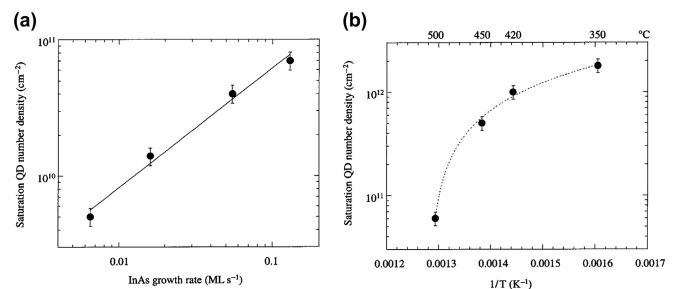 (a)
10¹¹
10¹⁰
Saturation QD number density (cm⁻²)
0.01
0.1
InAs growth rate (ML s⁻¹)
(b)
500
450
420
350
°C
10¹²
10¹¹
Saturation QD number density (cm⁻²)
0.0012
0.0013
0.0014
0.0015
0.0016
0.0017
1/T (K⁻¹)